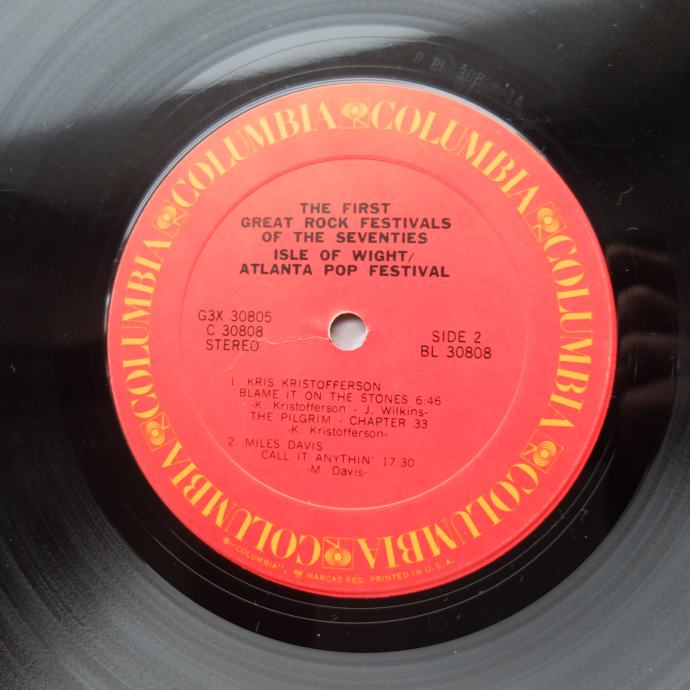 COLUMBIA COLUMBIA COLUMBIA COLUMBIA COLUMBIA COLUMBIA
THE FIRST
GREAT ROCK FESTIVALS
OF THE SEVENTIES
ISLE OF WIGHT/
ATLANTA POP FESTIVAL
G3X 30805
C 30808
STEREO
SIDE 2
BL 30808
1. KRIS KRISTOFFERSON
BLAME IT ON THE STONES 6:46
-K. Kristofferson - J. Wilkins-
THE PILGRIM - CHAPTER 33
-K. Kristofferson-
2. MILES DAVIS
CALL IT ANYTHIN' 17:30
-M. Davis-
"COLUMBIA", MARCAS REG. PRINTED IN U.S.A.